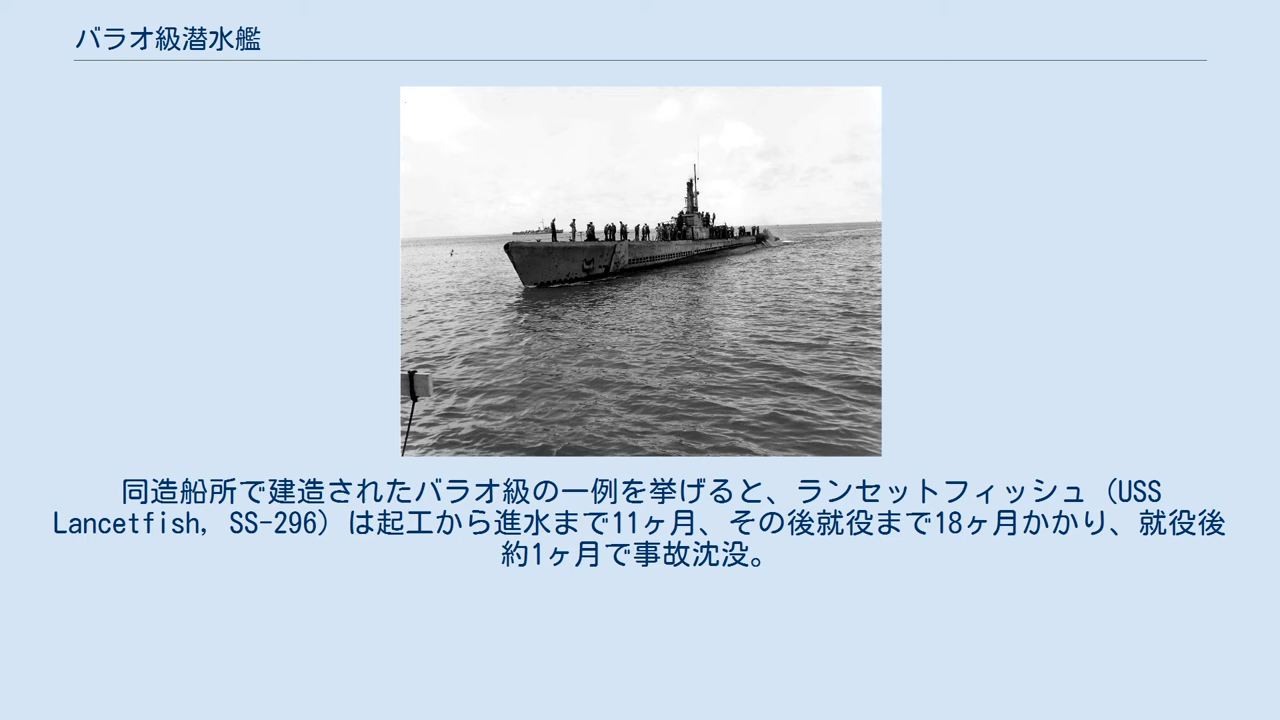 バラオ級潜水艦
同造船所で建造されたバラオ級の一例を挙げると、ランセットフィッシュ（USS
Lancetfish, SS-296）は起工から進水まで11ヶ月、その後就役まで18ヶ月かかり、就役後
約1ヶ月で事故沈没。